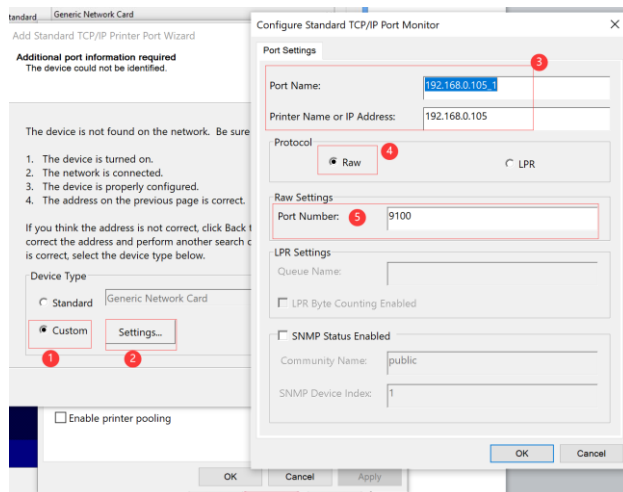 tandard
Generic Network Card
Add Standard TCP/IP Printer Port Wizard
Additional port information required
The device could not be identified.
The device is not found on the network. Be sure
1. The device is turned on.
2. The network is connected.
3. The device is properly configured.
4. The address on the previous page is correct.
If you think the address is not correct, click Back t
correct the address and perform another search o
is correct, select the device type below.
Device Type
Standard
Generic Network Card
Custom
Settings...
1
2
Enable printer pooling
OK
Cancel
Apply
Configure Standard TCP/IP Port Monitor
Port Settings
3
Port Name:
192.168.0.105_1
Printer Name or IP Address:
192.168.0.105
Protocol
4
Raw
LPR
Raw Settings
Port Number:
5
9100
LPR Settings
Queue Name:
LPR Byte Counting Enabled
SNMP Status Enabled
Community Name:
public
SNMP Device Index:
1
OK
Cancel